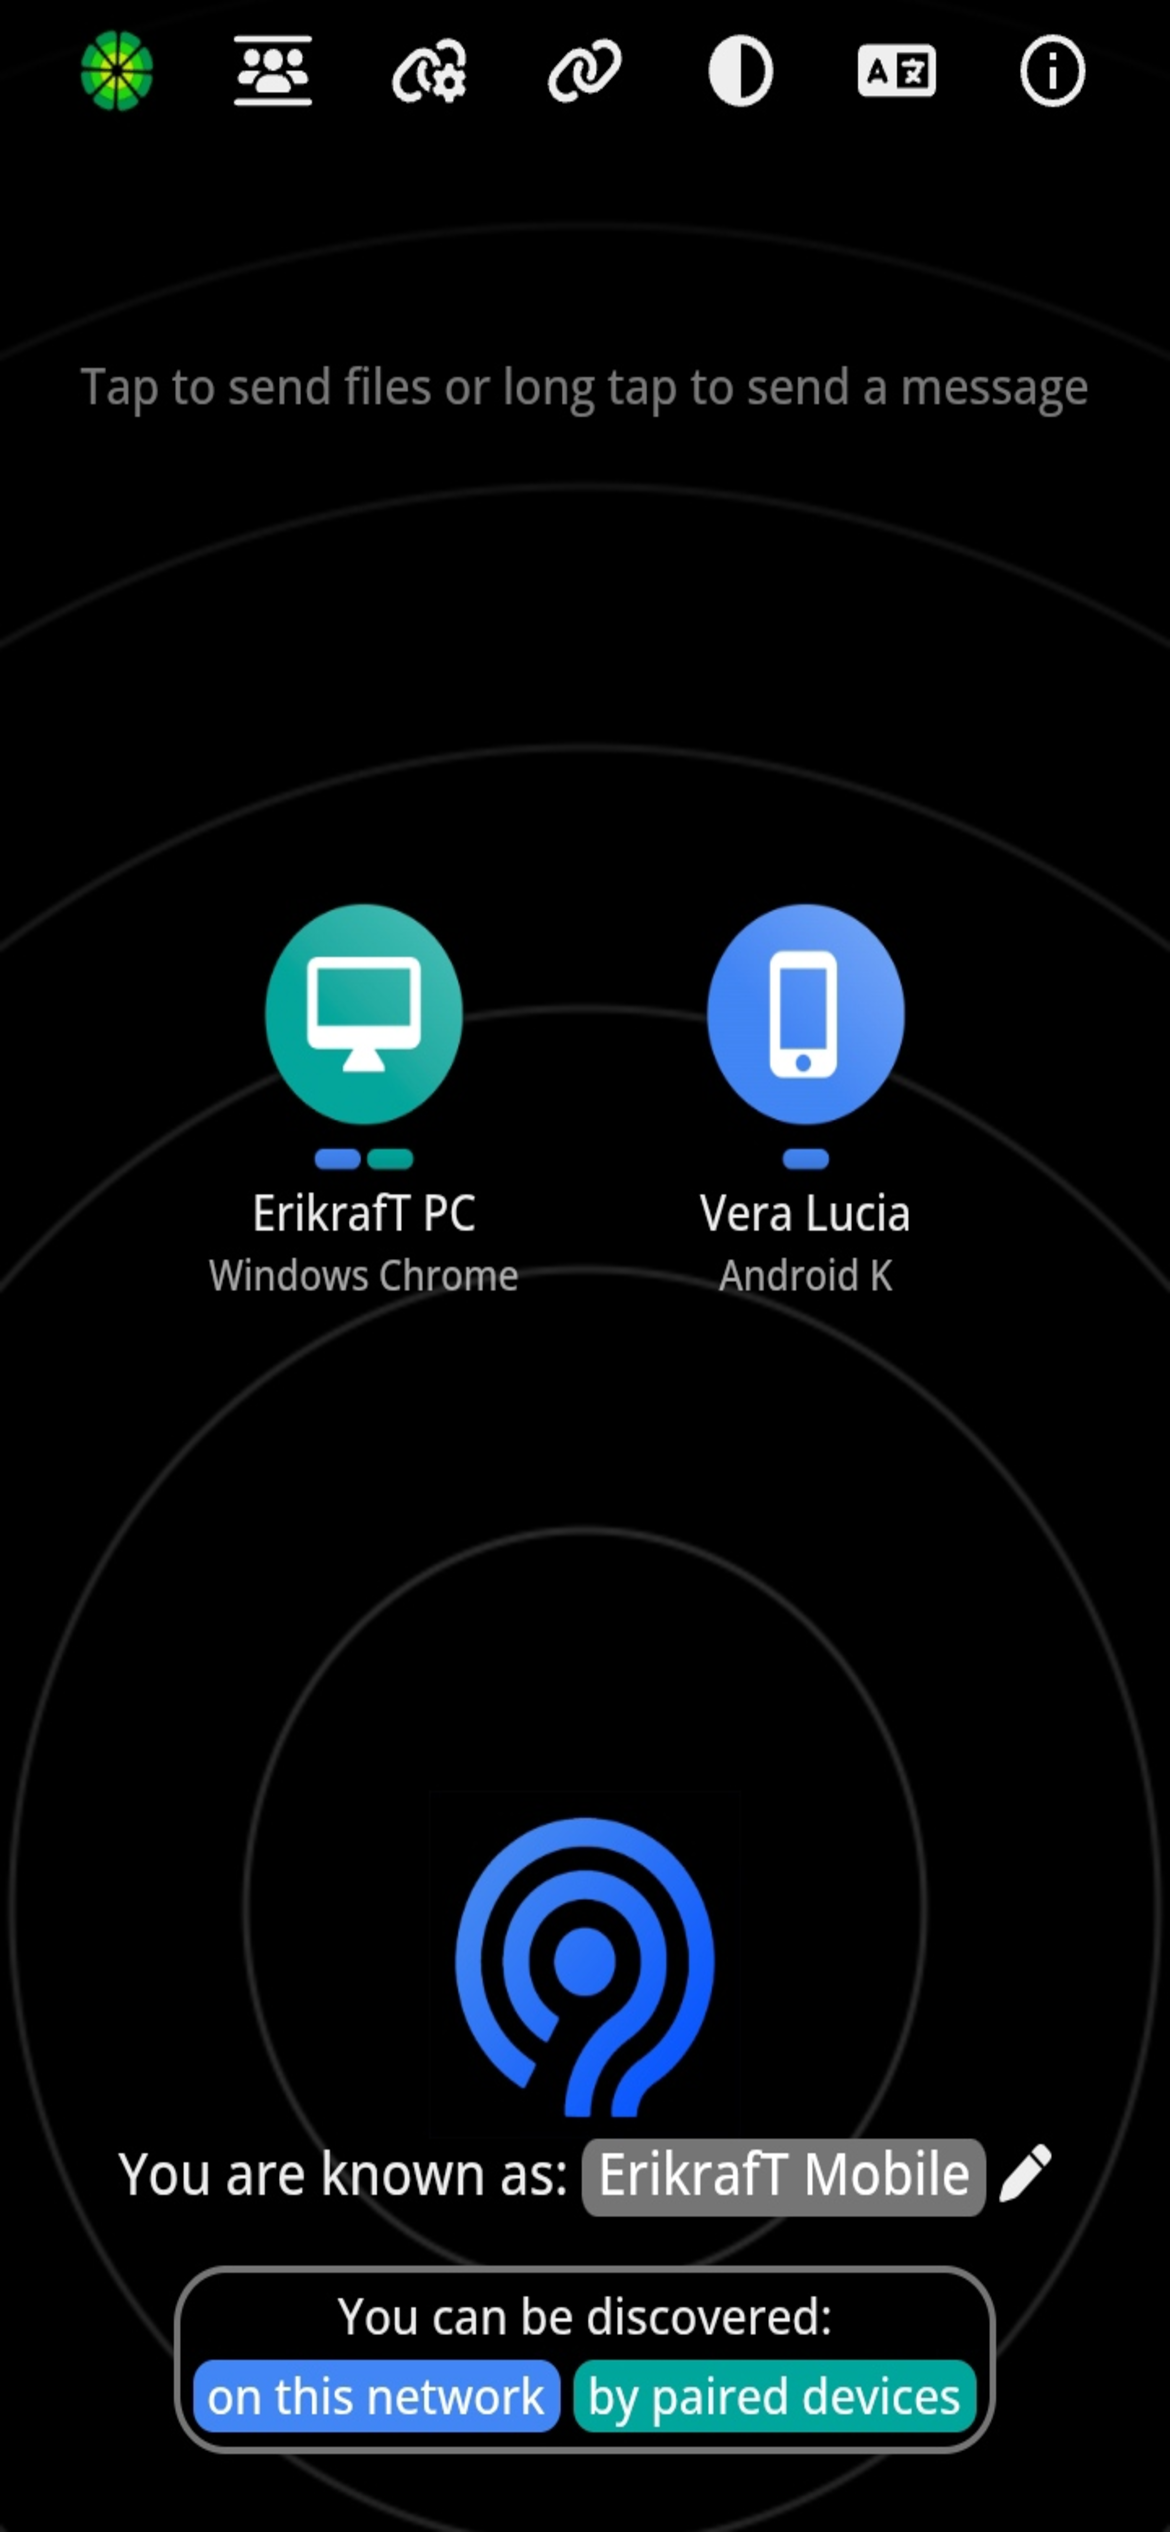 Tap to send files or long tap to send a message
ErikrafT PC
Windows Chrome
Vera Lucia
Android K
You are known as: ErikrafT Mobile
You can be discovered:
on this network by paired devices